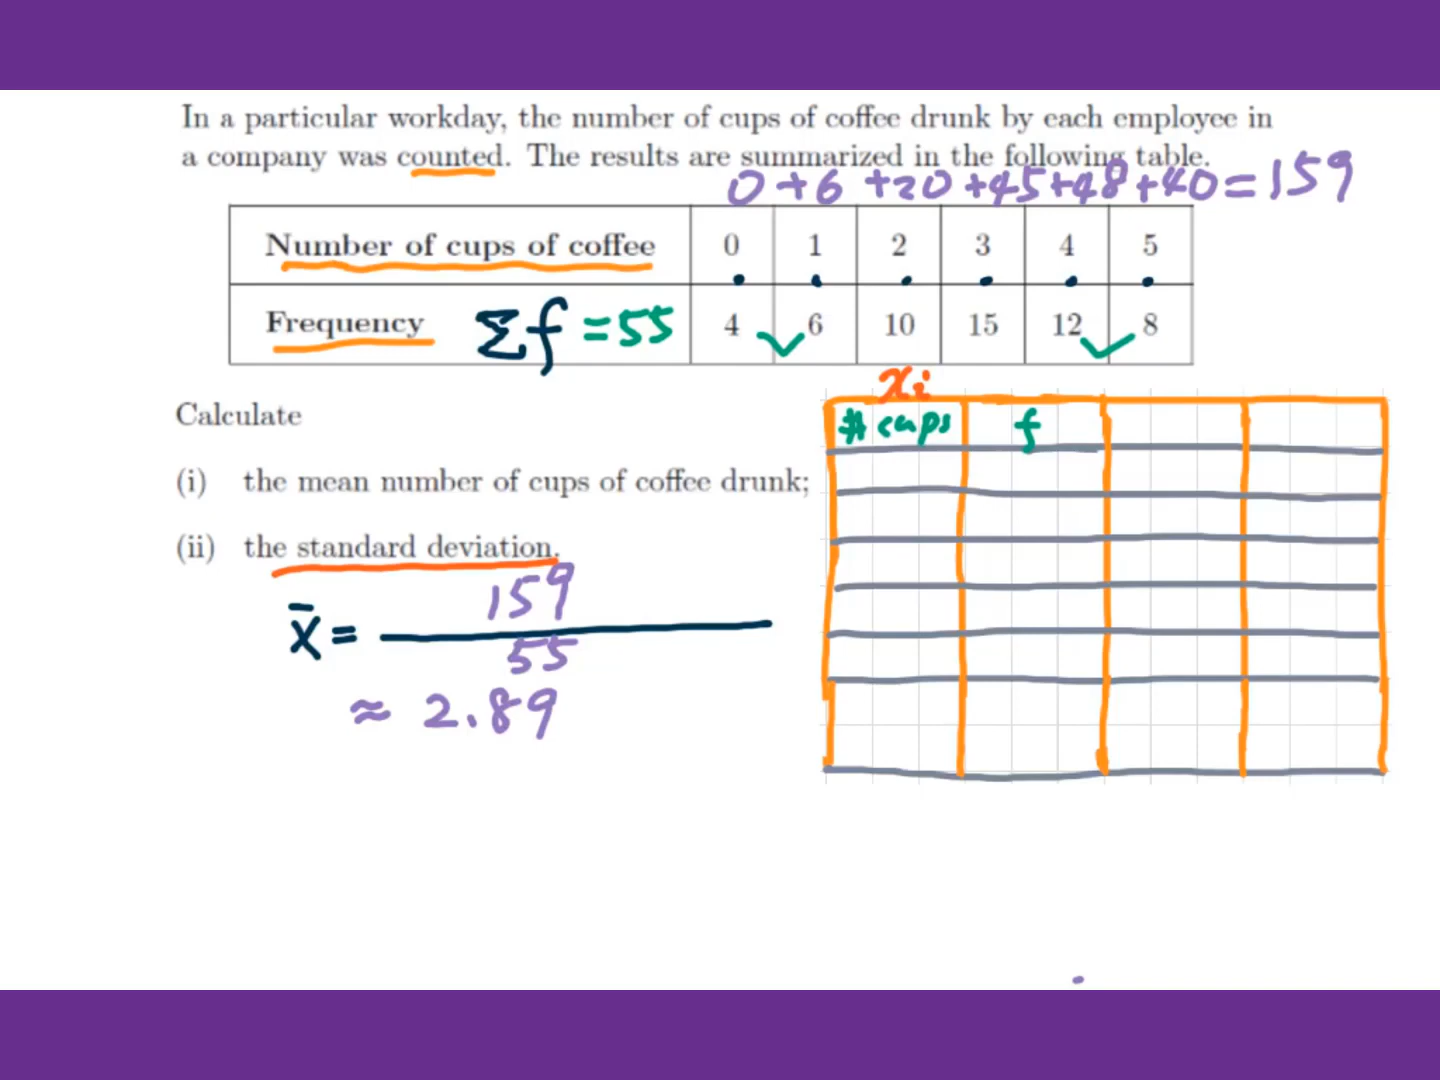 In a particular workday, the number of cups of coffee drunk by each employee in
a company was counted. The results are summarized in the following table.
0 + 6 + 20 + 45 + 48 + 40 = 159
Number of cups of coffee 0 1 2 3 4 5
Frequency Σf = 55 4 6 10 15 12 8
xi
# cups f
Calculate
(i) the mean number of cups of coffee drunk;
(ii) the standard deviation.
159
x̄ =
55
≈ 2.89